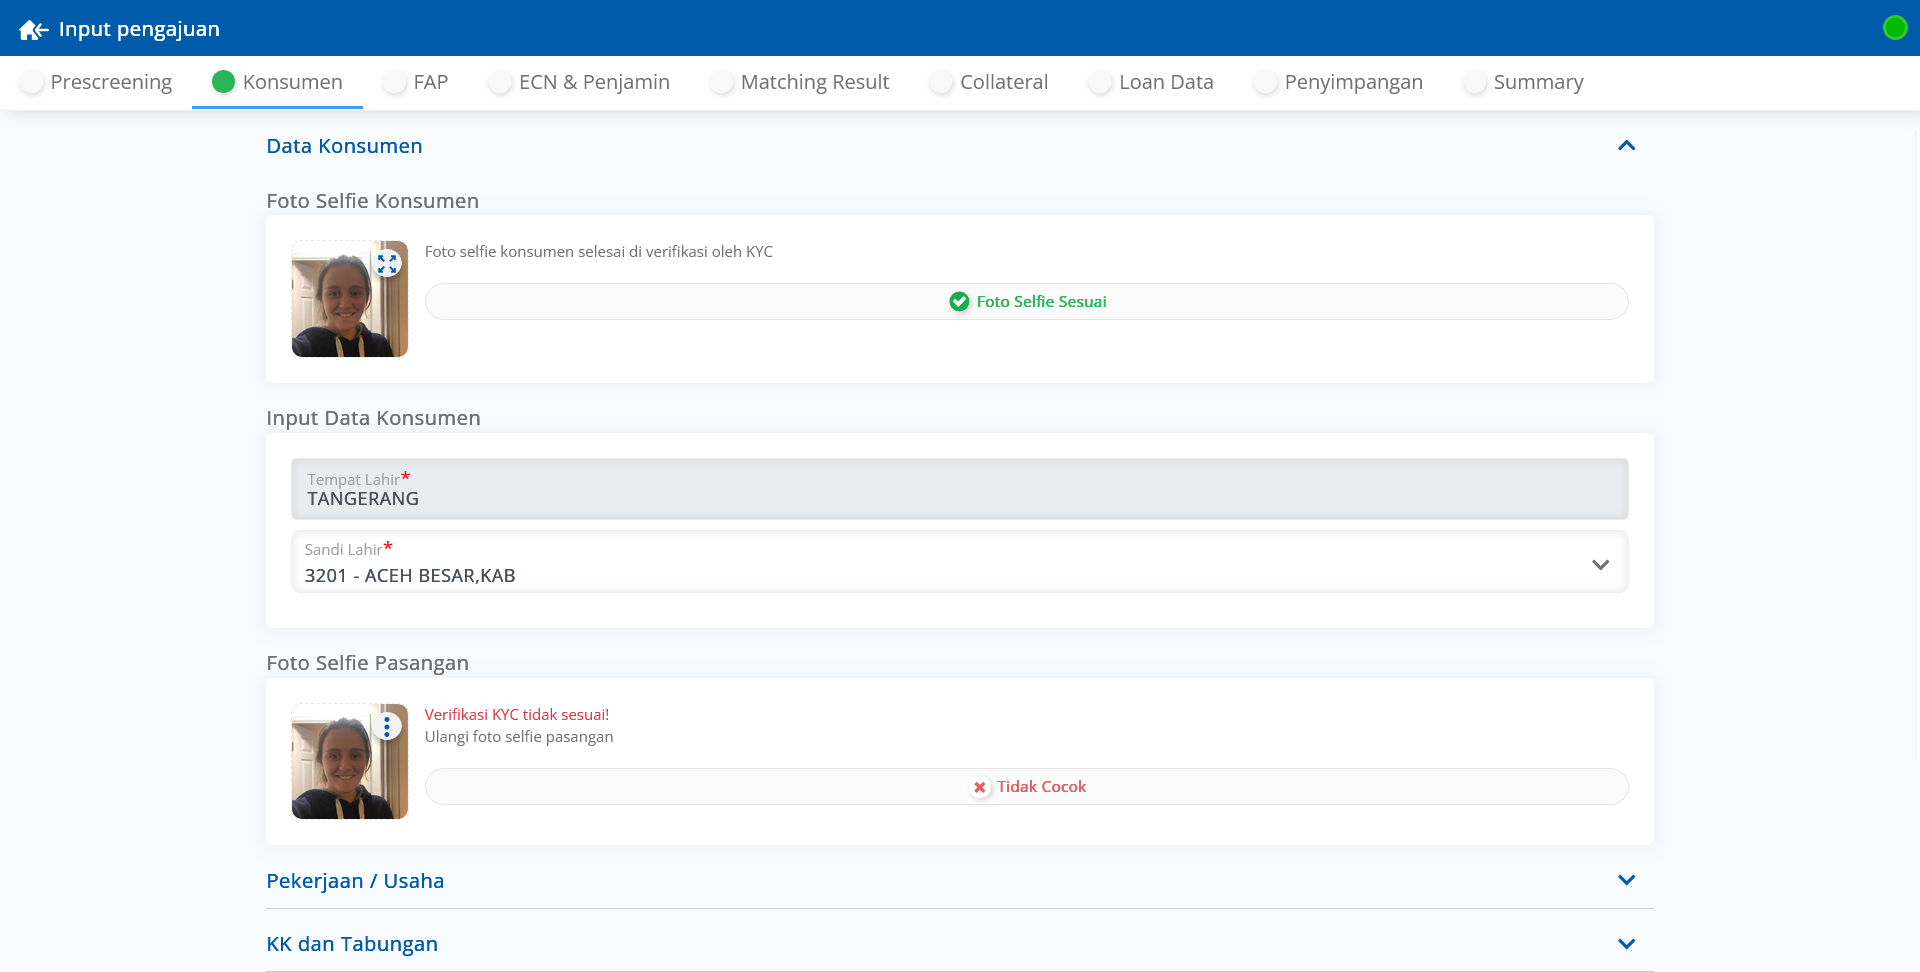 Input pengajuan
Prescreening Konsumen FAP ECN & Penjamin Matching Result Collateral Loan Data Penyimpangan Summary
Data Konsumen
Foto Selfie Konsumen
Foto selfie konsumen selesai di verifikasi oleh KYC
Foto Selfie Sesuai
Input Data Konsumen
Tempat Lahir*
TANGERANG
Sandi Lahir*
3201 - ACEH BESAR,KAB
Foto Selfie Pasangan
Verifikasi KYC tidak sesuai!
Ulangi foto selfie pasangan
Tidak Cocok
Pekerjaan / Usaha
KK dan Tabungan